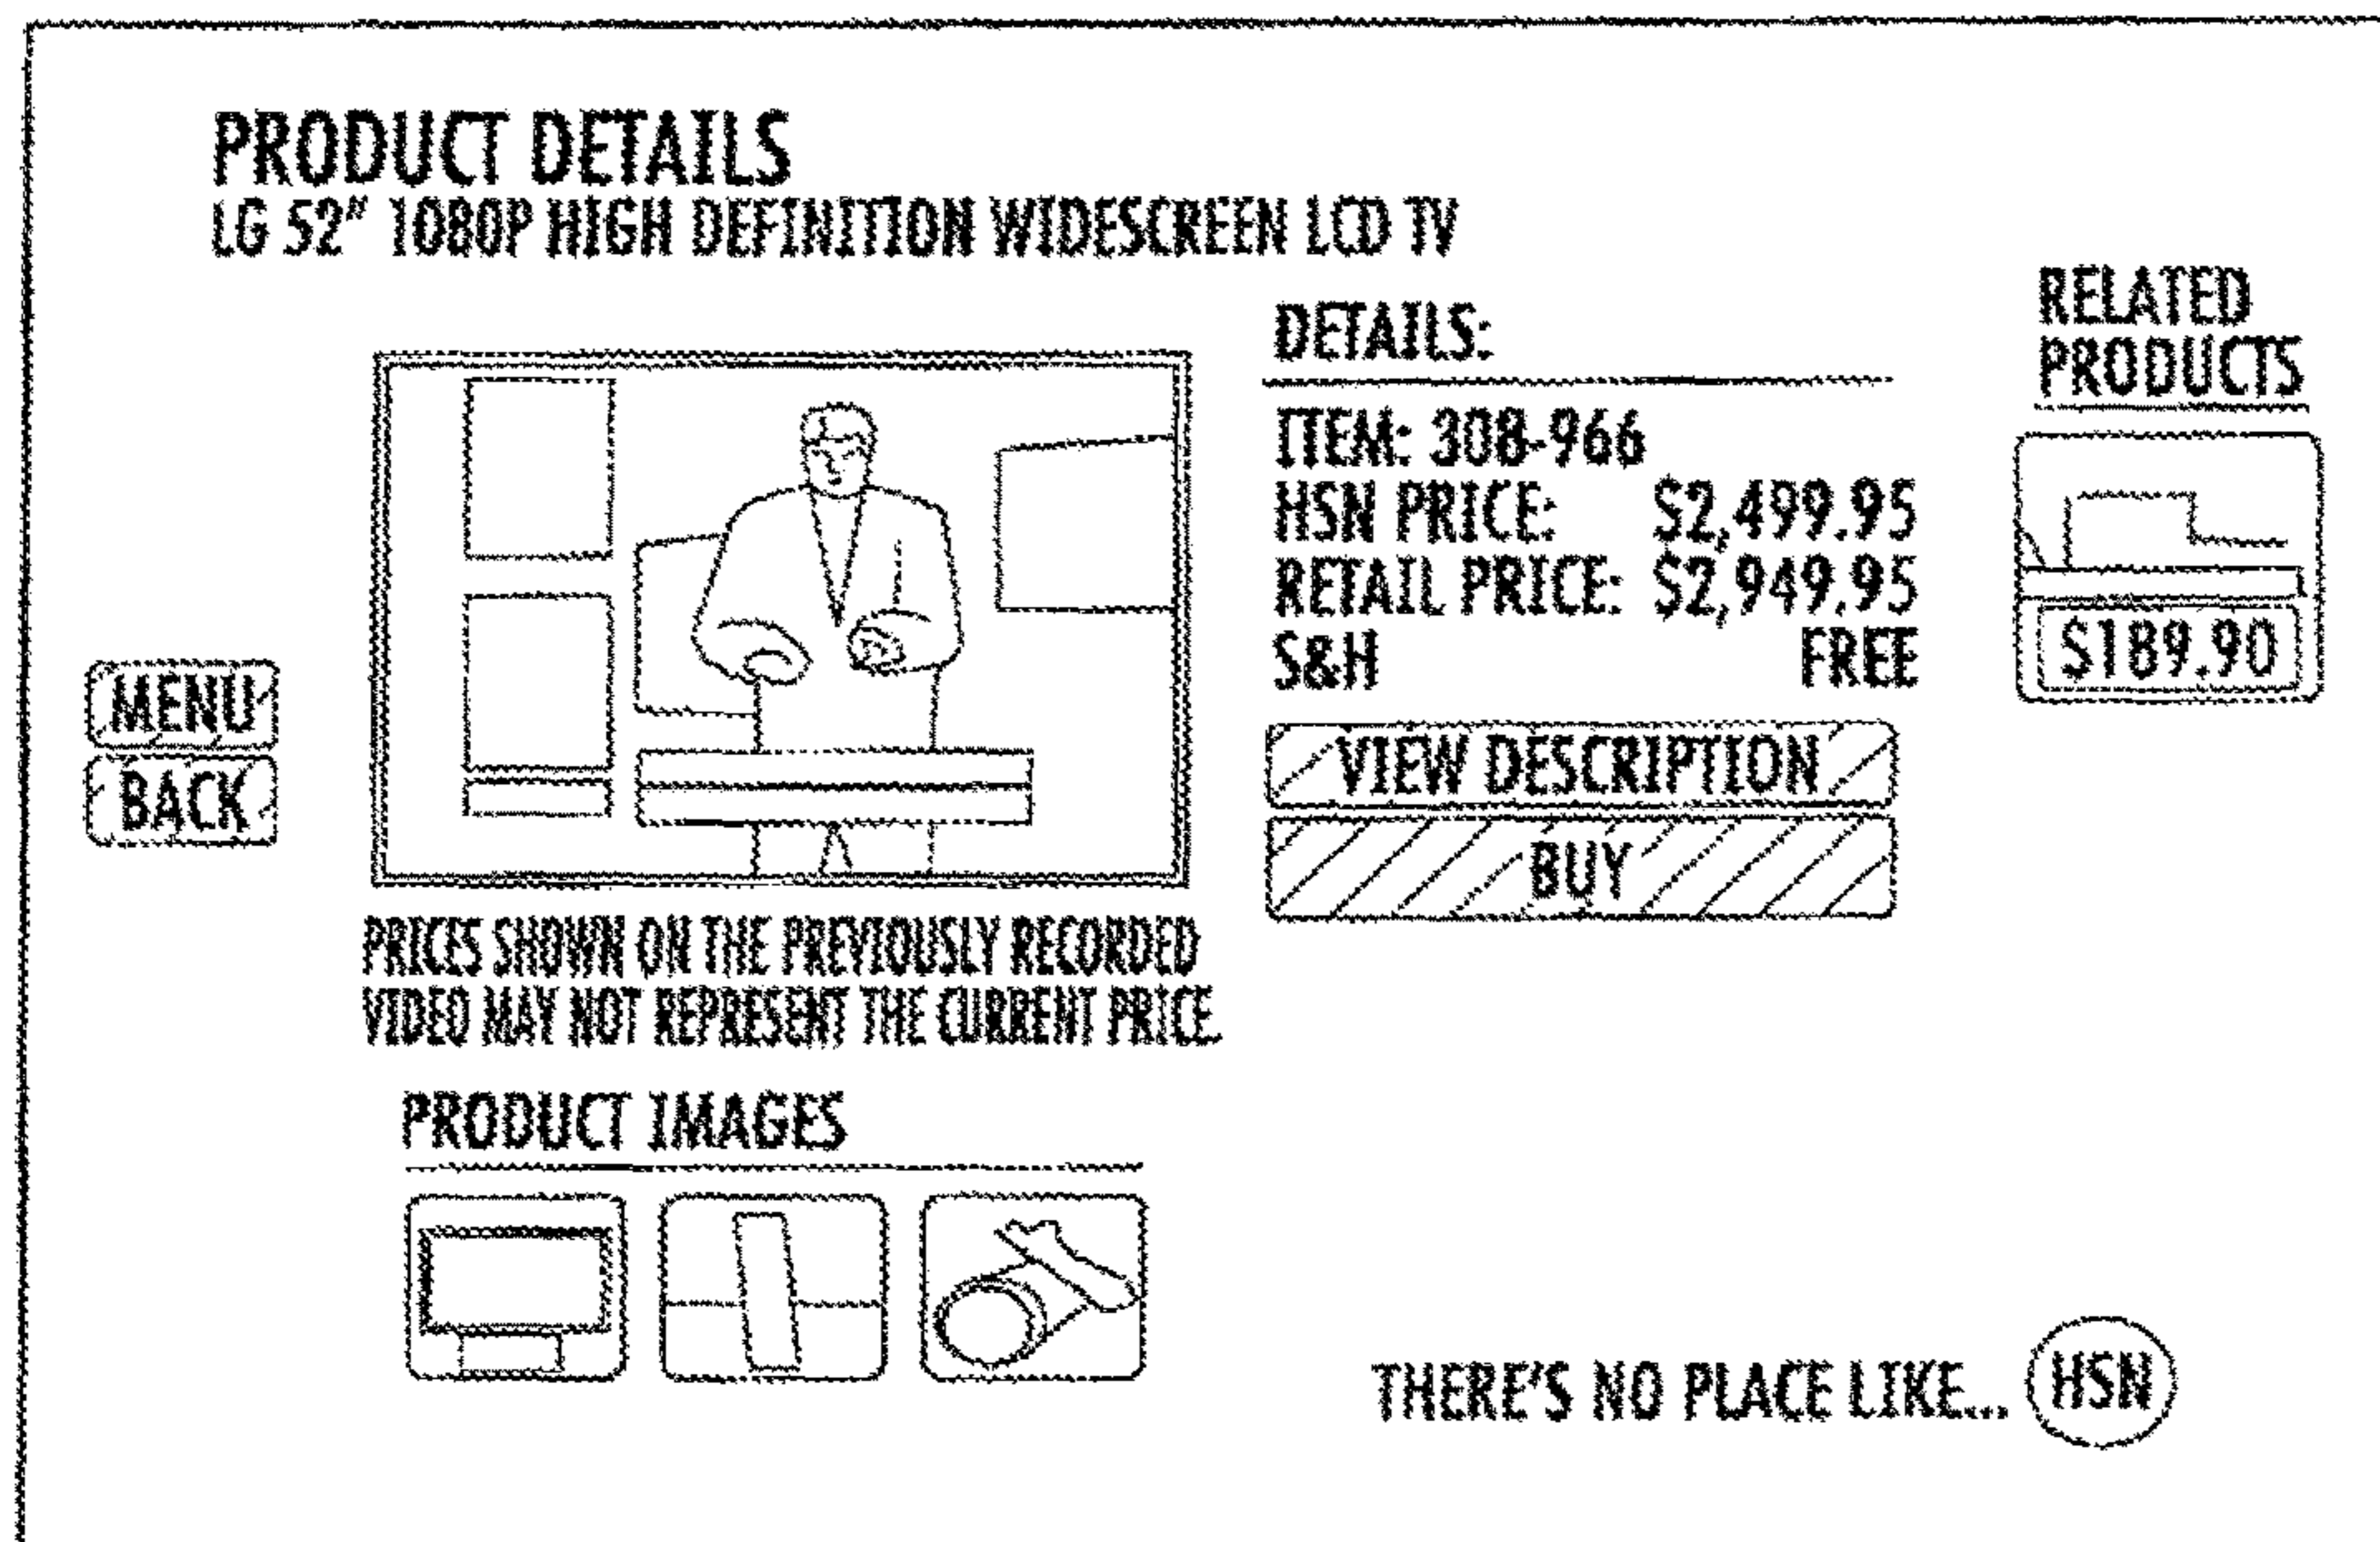 PRODUCT DETAILS
LG 52" 1080P HIGH DEFINITION WIDESCREEN LCD TV
MENU
BACK
PRICES SHOWN ON THE PREVIOUSLY RECORDED
VIDEO MAY NOT REPRESENT THE CURRENT PRICE.
DETAILS:
ITEM: 308-966
HSN PRICE: $2,499.95
RETAIL PRICE: $2,949.95
S&H FREE
VIEW DESCRIPTION
BUY
RELATED
PRODUCTS
$189.90
PRODUCT IMAGES
THERE'S NO PLACE LIKE... HSN